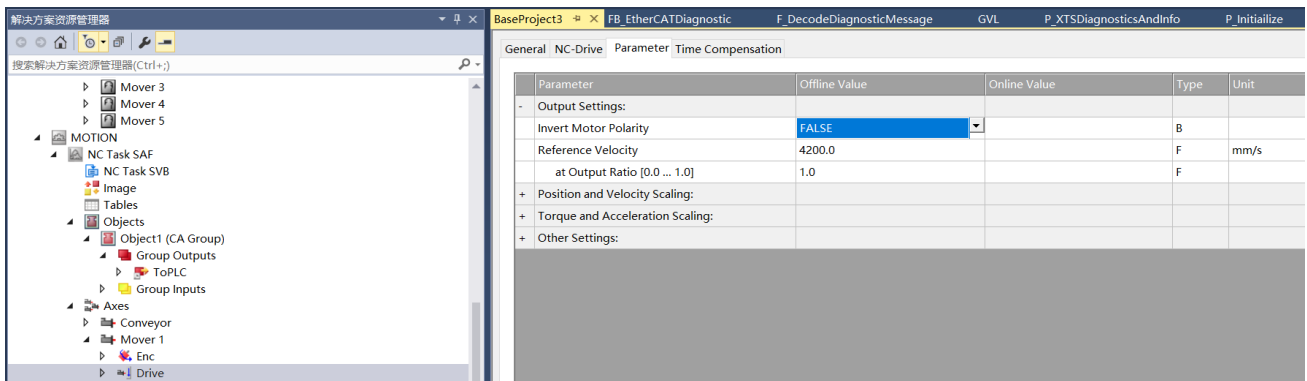 解决方案资源管理器
搜索解决方案资源管理器(Ctrl+;)
Mover 3
Mover 4
Mover 5
MOTION
NC Task SAF
NC Task SVB
Image
Tables
Objects
Object1 (CA Group)
Group Outputs
ToPLC
Group Inputs
Axes
Conveyor
Mover 1
Enc
Drive
BaseProject3 FB_EtherCATDiagnostic F_DecodeDiagnosticMessage GVL P_XTSDiagnosticsAndInfo P_Initiailize
General NC-Drive Parameter Time Compensation
Parameter Offline Value Online Value Type Unit
- Output Settings:
Invert Motor Polarity FALSE B
Reference Velocity 4200.0 F mm/s
at Output Ratio [0.0 ... 1.0] 1.0 F
+ Position and Velocity Scaling:
+ Torque and Acceleration Scaling:
+ Other Settings: